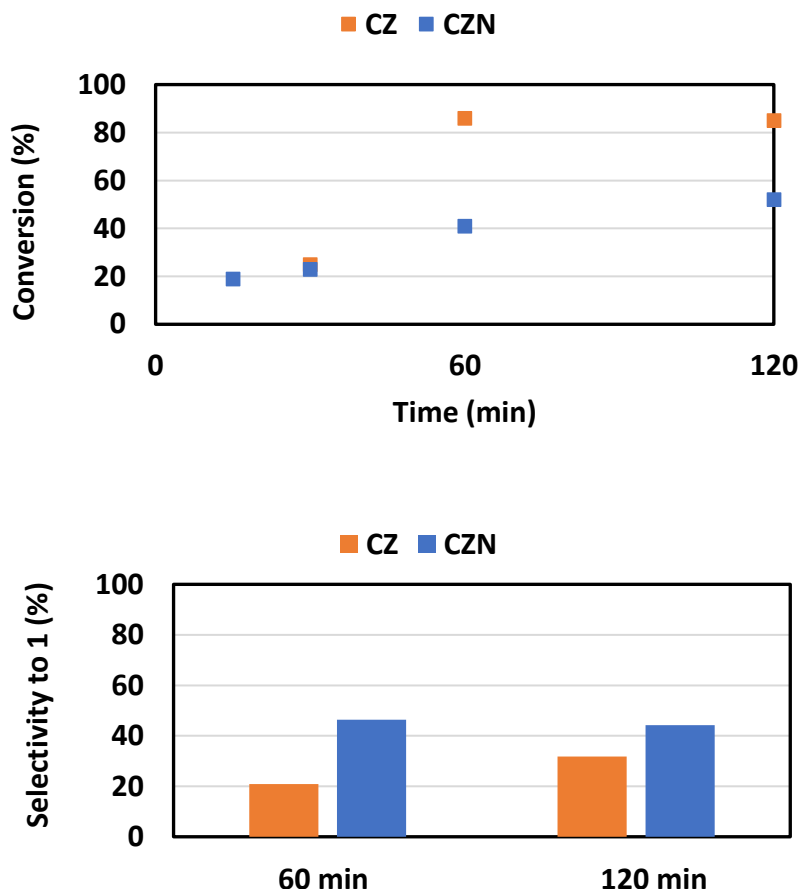 CZ CZN
100
80
60
40
20
0
Conversion (%)
0 60 120
Time (min)
CZ CZN
100
80
60
40
20
0
Selectivity to 1 (%)
60 min 120 min